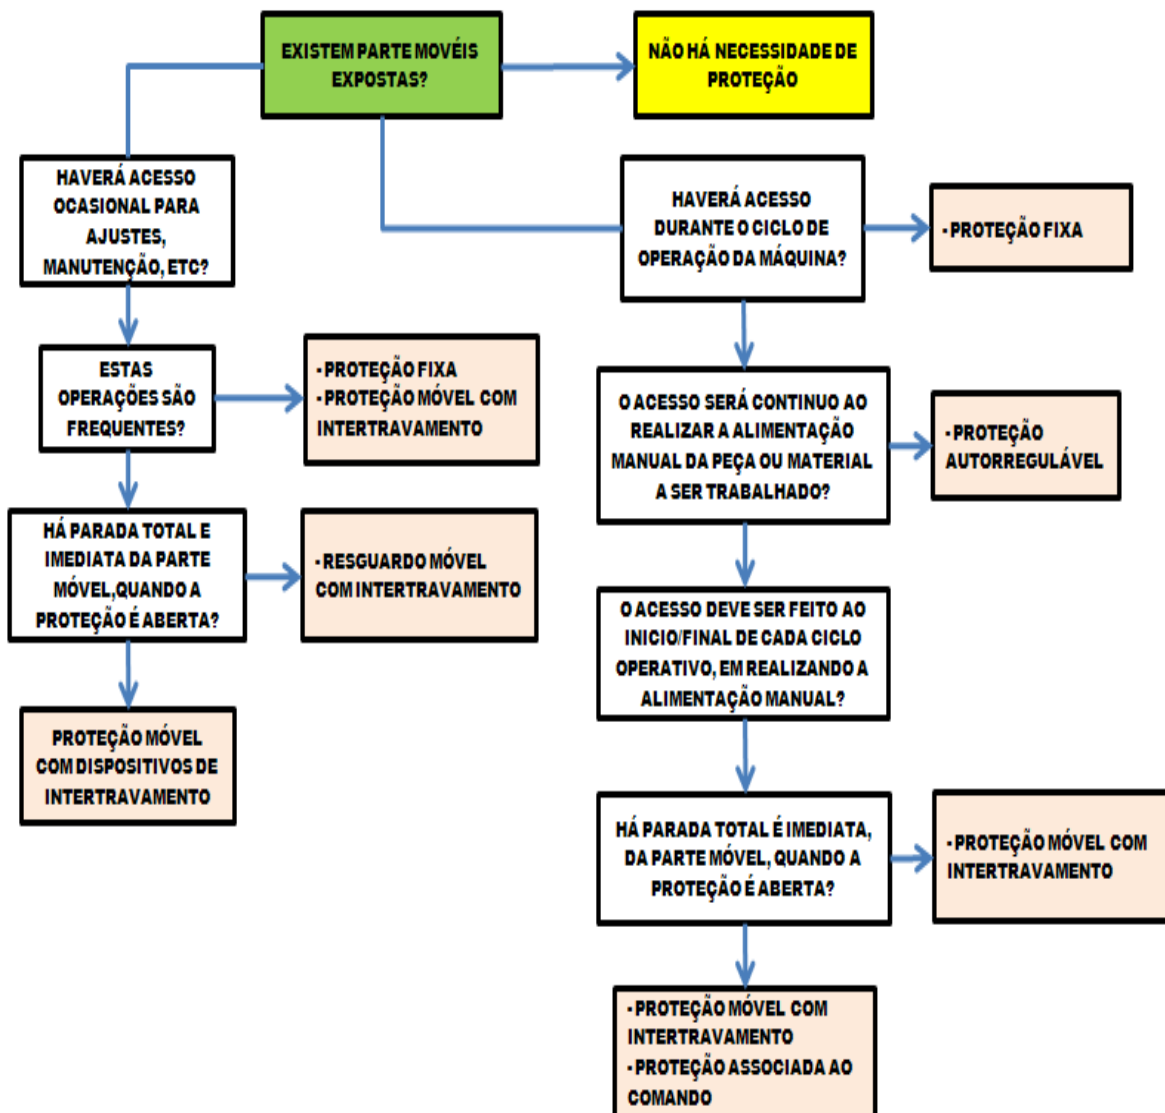 EXISTEM PARTE MOVÉIS
EXPOSTAS?
NÃO HÁ NECESSIDADE DE
PROTEÇÃO
HAVERÁ ACESSO
OCASIONAL PARA
AJUSTES,
MANUTENÇÃO, ETC?
HAVERÁ ACESSO
DURANTE O CICLO DE
OPERAÇÃO DA MÁQUINA?
- PROTEÇÃO FIXA
ESTAS
OPERAÇÕES SÃO
FREQUENTES?
- PROTEÇÃO FIXA
- PROTEÇÃO MÓVEL COM
INTERTRAVAMENTO
O ACESSO SERÁ CONTINUO AO
REALIZAR A ALIMENTAÇÃO
MANUAL DA PEÇA OU MATERIAL
A SER TRABALHADO?
- PROTEÇÃO
AUTORREGULÁVEL
HÁ PARADA TOTAL E
IMEDIATA DA PARTE
MÓVEL,QUANDO A
PROTEÇÃO É ABERTA?
- RESGUARDO MÓVEL
COM INTERTRAVAMENTO
O ACESSO DEVE SER FEITO AO
INICIO/FINAL DE CADA CICLO
OPERATIVO, EM REALIZANDO A
ALIMENTAÇÃO MANUAL?
PROTEÇÃO MÓVEL
COM DISPOSITIVOS DE
INTERTRAVAMENTO
HÁ PARADA TOTAL É IMEDIATA,
DA PARTE MÓVEL, QUANDO A
PROTEÇÃO É ABERTA?
- PROTEÇÃO MÓVEL COM
INTERTRAVAMENTO
- PROTEÇÃO MÓVEL COM
INTERTRAVAMENTO
- PROTEÇÃO ASSOCIADA AO
COMANDO